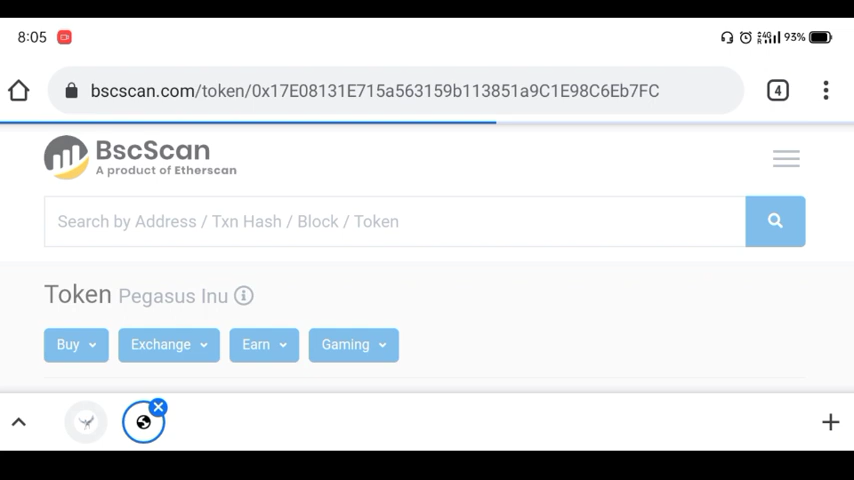 8:05
4G
R
93%
bscscan.com/token/0x17E08131E715a563159b113851a9C1E98C6Eb7FC
4
BscScan
A product of Etherscan
Search by Address / Txn Hash / Block / Token
Token Pegasus Inu
Buy Exchange Earn Gaming